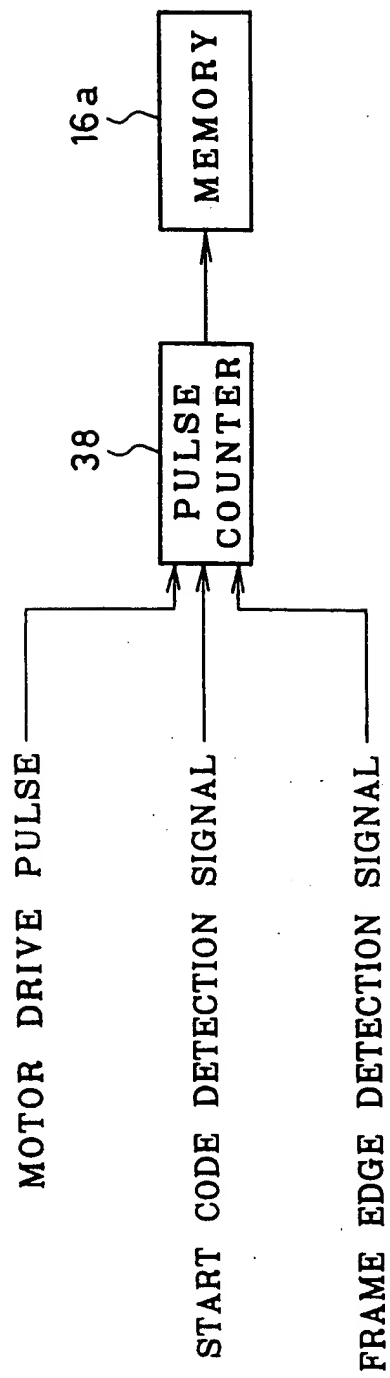 MOTOR DRIVE PULSE
START CODE DETECTION SIGNAL
FRAME EDGE DETECTION SIGNAL
38
PULSE
COUNTER
16a
MEMORY